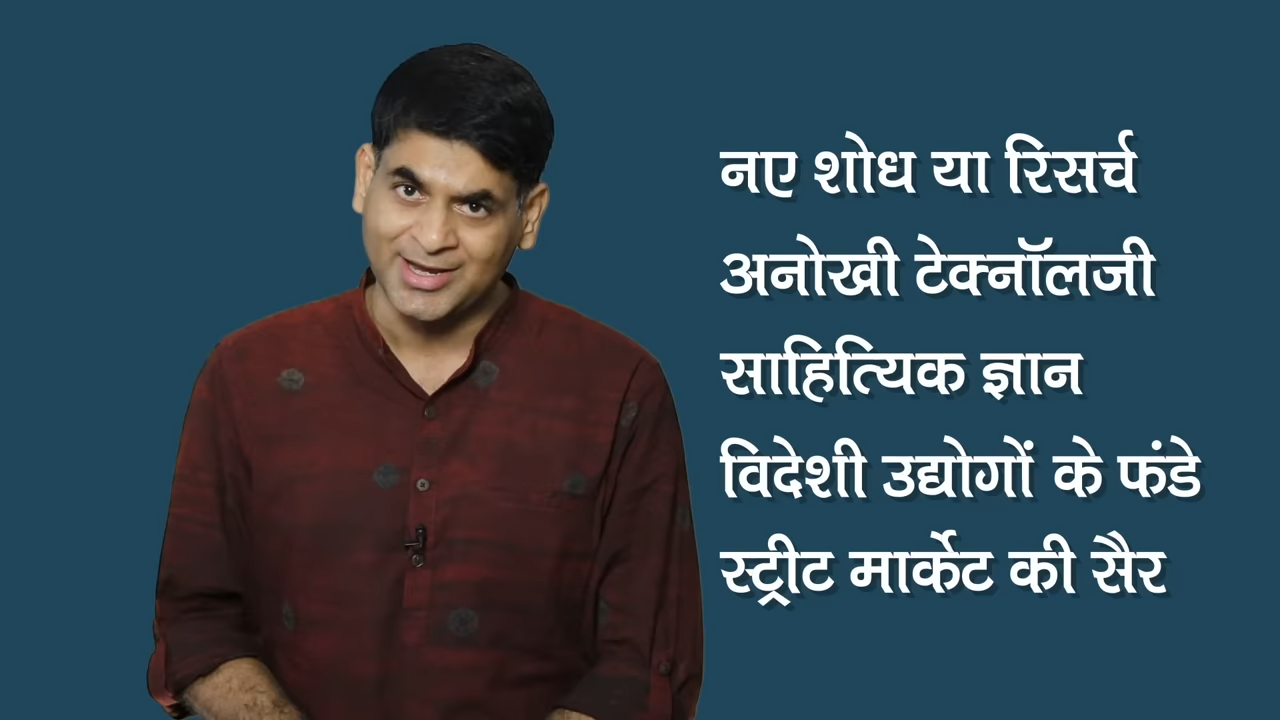 नए शोध या रिसर्च
अनोखी टेक्नॉलजी
साहित्यिक ज्ञान
विदेशी उद्योगों के फंडे
स्ट्रीट मार्केट की सैर